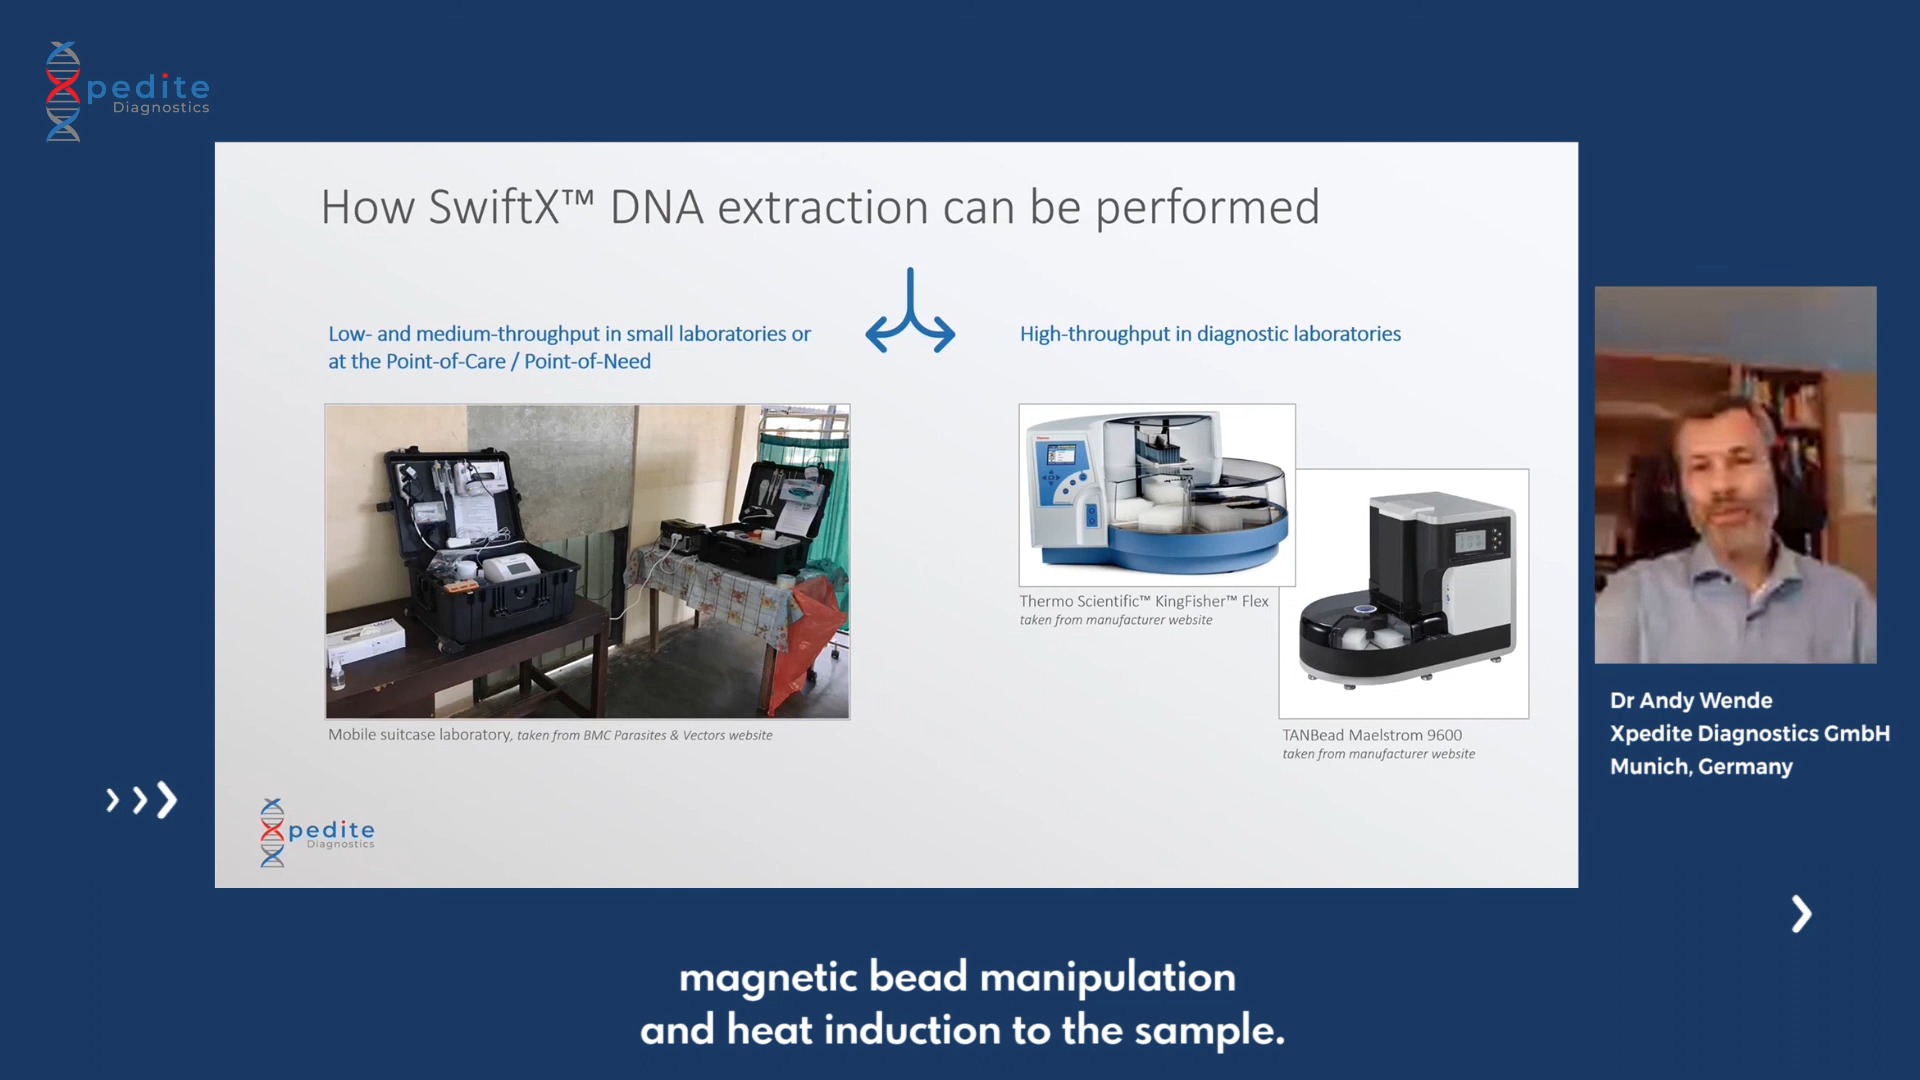 pedite
Diagnostics
How SwiftX™ DNA extraction can be performed
Low- and medium-throughput in small laboratories or
at the Point-of-Care / Point-of-Need
High-throughput in diagnostic laboratories
Thermo Scientific™ KingFisher™ Flex
taken from manufacturer website
Mobile suitcase laboratory, taken from BMC Parasites & Vectors website
TANBead Maelstrom 9600
taken from manufacturer website
pedite
Diagnostics
Dr Andy Wende
Xpedite Diagnostics GmbH
Munich, Germany
magnetic bead manipulation
and heat induction to the sample.